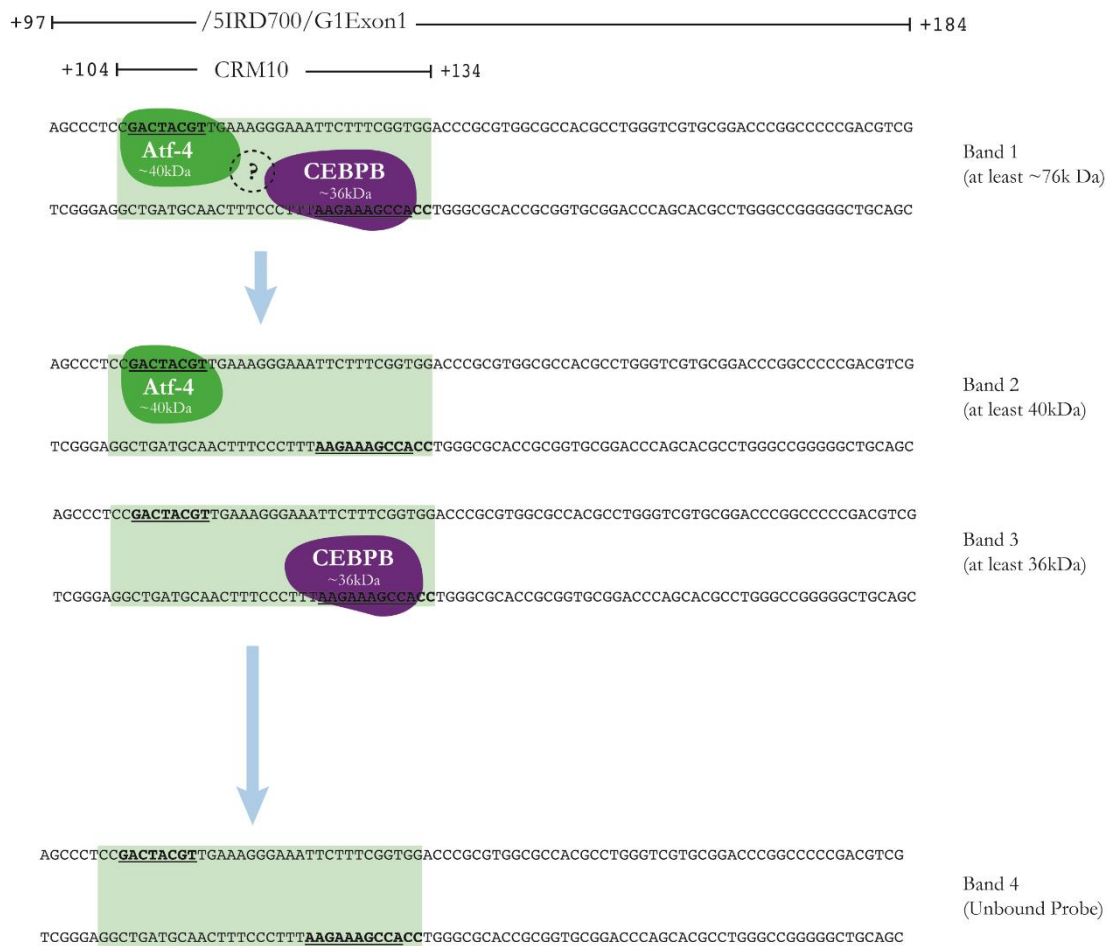 +97 /5IRD700/G1Exon1 +184
+104 CRM10 +134
AGCCCTCCGACTACGTTGAAAGGGAAATTCTTTCGGTGGACCCGCGTGGCGCCACGCCTGGGTCGTGCGGACCCGGCCCCCGACGTCG
Atf-4
~40kDa
?
CEBPB
~36kDa
TCGGGAGGCTGATGCAACTTTCCCTTTAAGAAAGCCACCTGGGCGCACCGCGGTGCGGACCCAGCACGCCTGGGCCGGGGGCTGCAGC
Band 1
(at least ~76k Da)
AGCCCTCCGACTACGTTGAAAGGGAAATTCTTTCGGTGGACCCGCGTGGCGCCACGCCTGGGTCGTGCGGACCCGGCCCCCGACGTCG
Atf-4
~40kDa
TCGGGAGGCTGATGCAACTTTCCCTTTAAGAAAGCCACCTGGGCGCACCGCGGTGCGGACCCAGCACGCCTGGGCCGGGGGCTGCAGC
Band 2
(at least 40kDa)
AGCCCTCCGACTACGTTGAAAGGGAAATTCTTTCGGTGGACCCGCGTGGCGCCACGCCTGGGTCGTGCGGACCCGGCCCCCGACGTCG
CEBPB
~36kDa
TCGGGAGGCTGATGCAACTTTCCCTTTAAGAAAGCCACCTGGGCGCACCGCGGTGCGGACCCAGCACGCCTGGGCCGGGGGCTGCAGC
Band 3
(at least 36kDa)
AGCCCTCCGACTACGTTGAAAGGGAAATTCTTTCGGTGGACCCGCGTGGCGCCACGCCTGGGTCGTGCGGACCCGGCCCCCGACGTCG
TCGGGAGGCTGATGCAACTTTCCCTTTAAGAAAGCCACCTGGGCGCACCGCGGTGCGGACCCAGCACGCCTGGGCCGGGGGCTGCAGC
Band 4
(Unbound Probe)